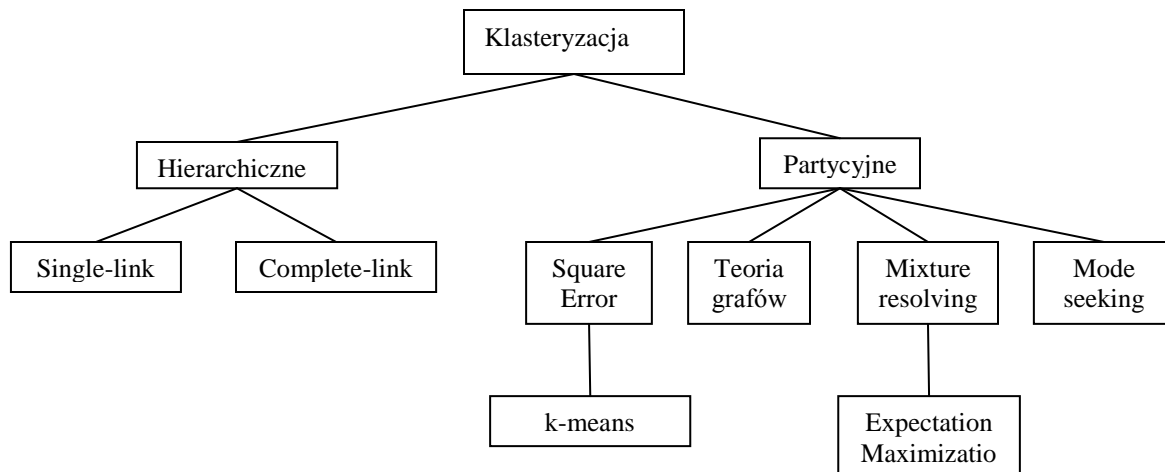 Klasteryzacja
Hierarchiczne
Partycyjne
Single-link
Complete-link
Square
Error
Teoria
grafów
Mixture
resolving
Mode
seeking
k-means
Expectation
Maximizatio